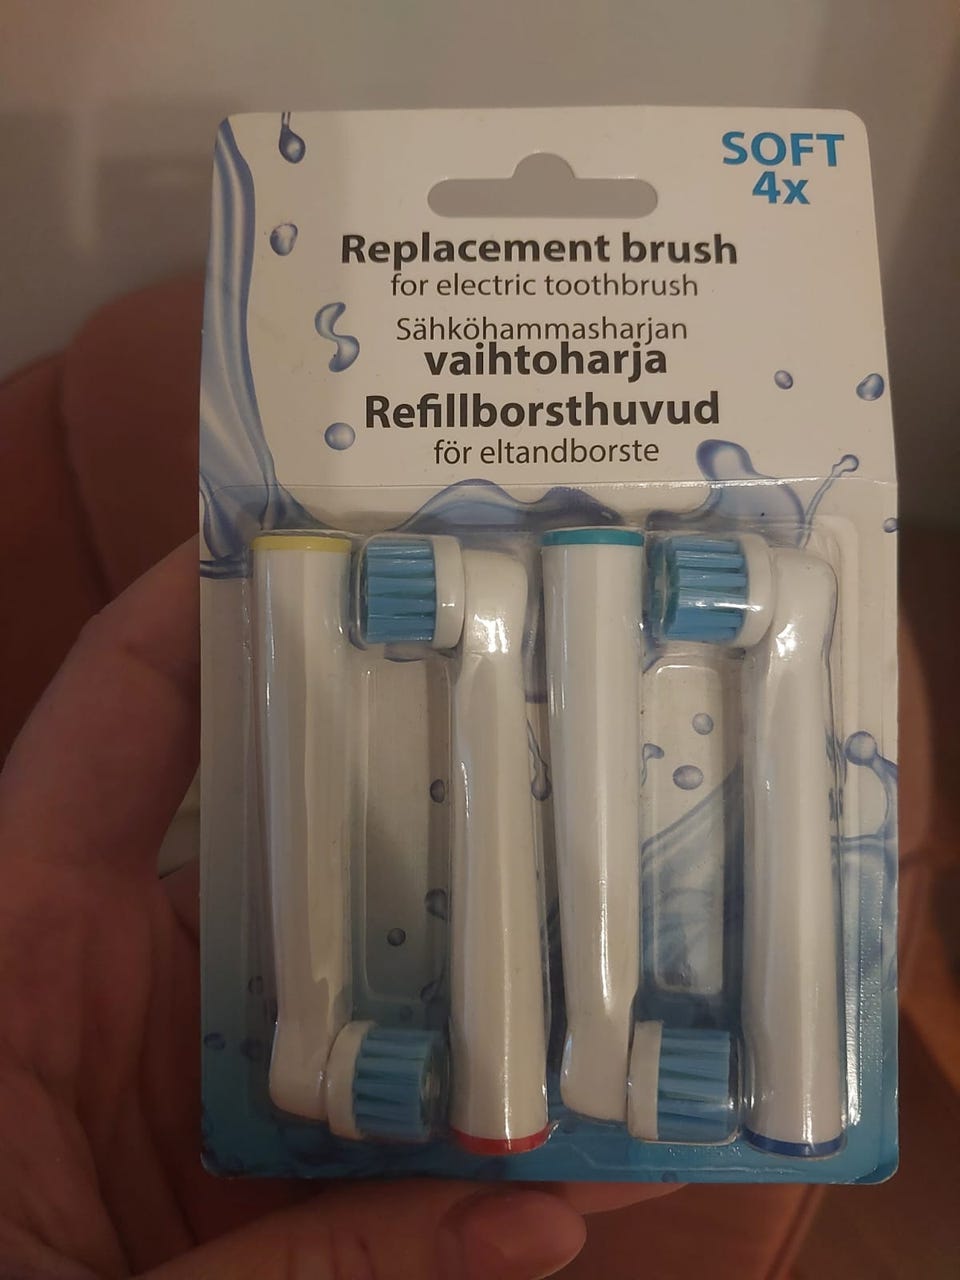 SOFT
4x
Replacement brush
for electric toothbrush
Sähköhammasharjan
vaihtoharja
Refillborsthuvud
för eltandborste